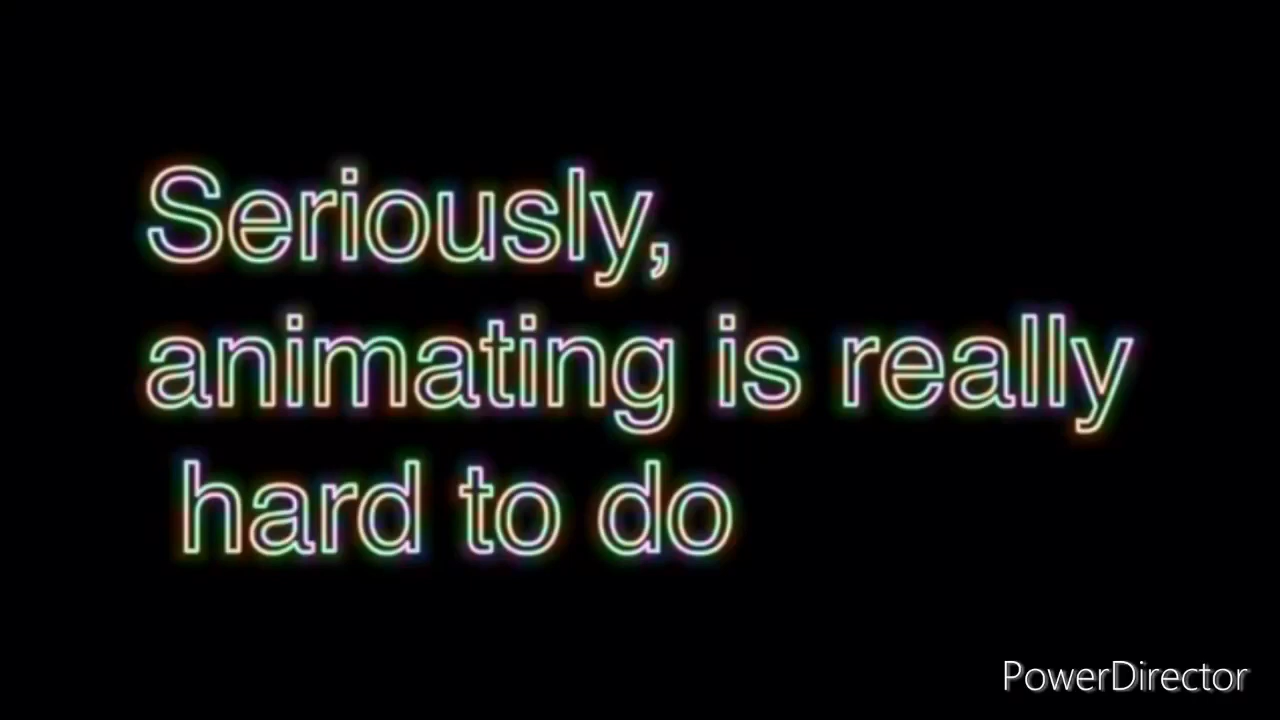 Seriously,
animating is really
hard to do
PowerDirector